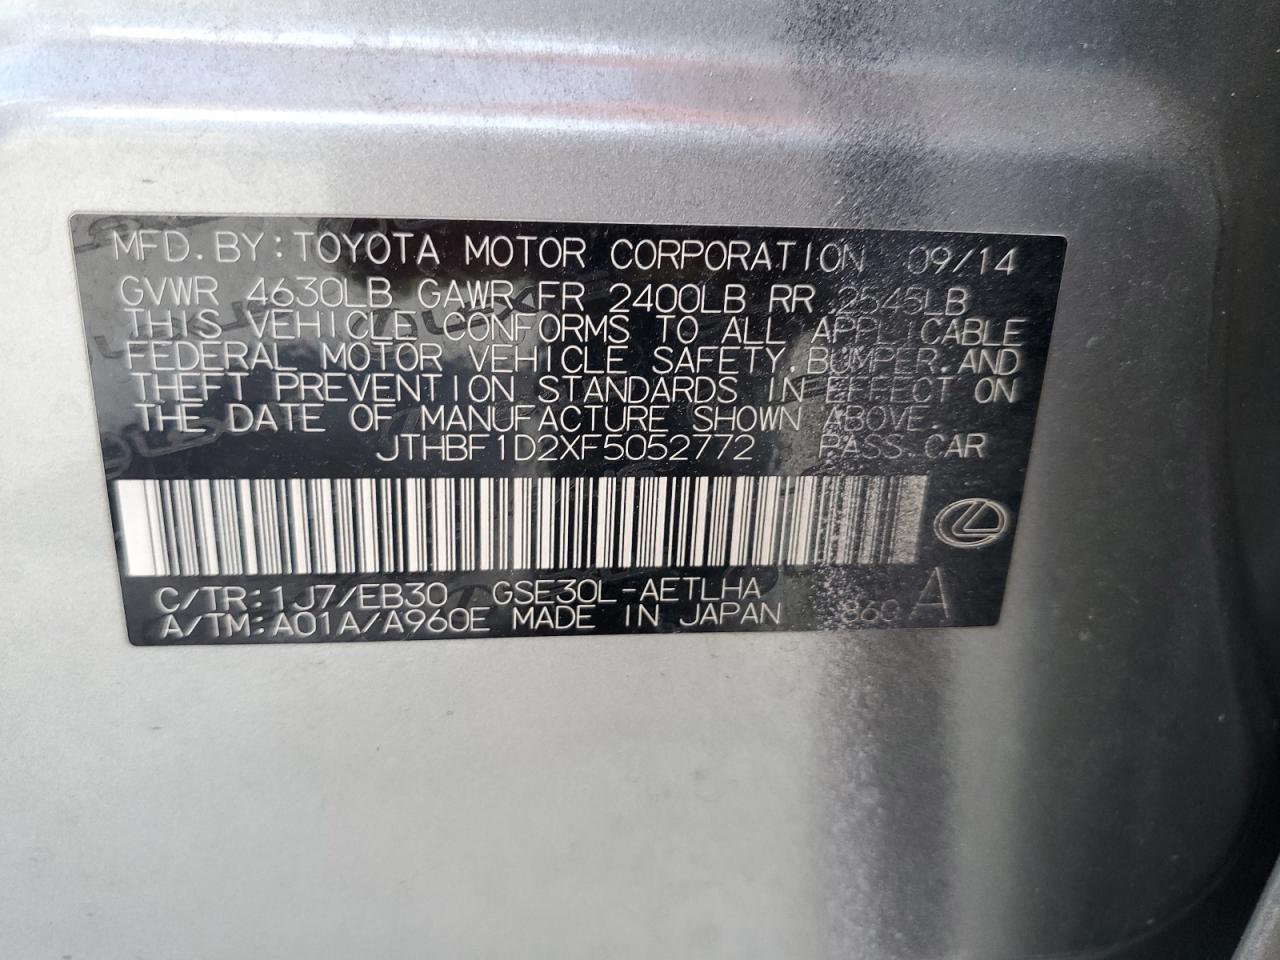 MFD. BY: TOYOTA MOTOR CORPORATION 09/14
GVWR 4630LB GAWR FR 2400LB RR 2545LB
THIS VEHICLE CONFORMS TO ALL APPLICABLE
FEDERAL MOTOR VEHICLE SAFETY, BUMPER, AND
THEFT PREVENTION STANDARDS IN EFFECT ON
THE DATE OF MANUFACTURE SHOWN ABOVE.
JTHBF1D2XF5052772 PASS. CAR
C/TR: 1J7/EB30 GSE30L-AETLHA
A/TM: A01A/A960E MADE IN JAPAN 860 A